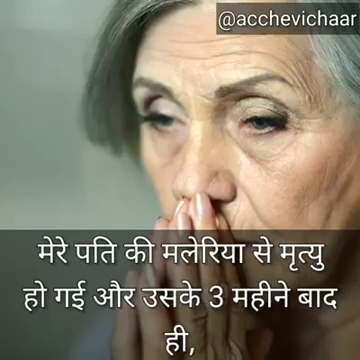 @acchevichaar
मेरे पति की मलेरिया से मृत्यु
हो गई और उसके 3 महीने बाद
ही,